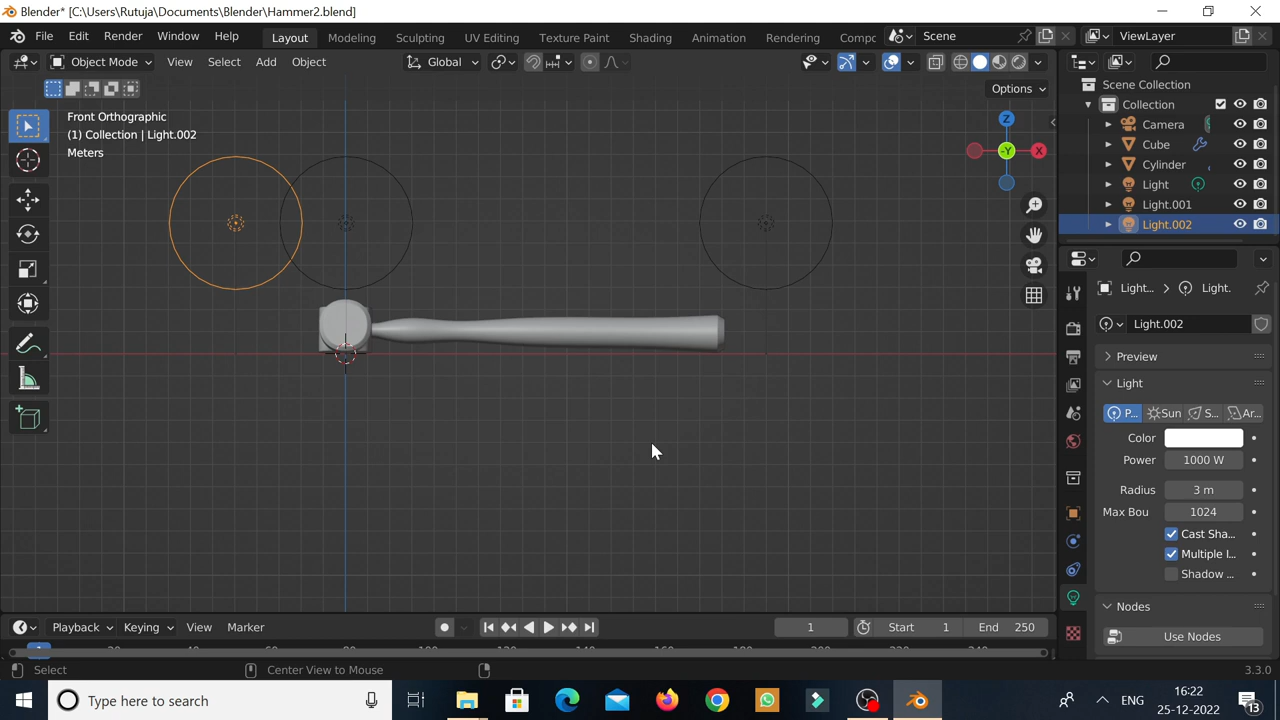 Blender* [C:\Users\Rutuja\Documents\Blender\Hammer2.blend]
File Edit Render Window Help Layout Modeling Sculpting UV Editing Texture Paint Shading Animation Rendering Compc Scene ViewLayer
Object Mode View Select Add Object Global
Options
Front Orthographic
(1) Collection | Light.002
Meters
Z
-Y X
Scene Collection
Collection
Camera
Cube
Cylinder
Light
Light.001
Light.002
Light... Light.
Light.002
Preview
Light
P... Sun S... Ar...
Color
Power 1000 W
Radius 3 m
Max Bou 1024
Cast Sha...
Multiple I...
Shadow ...
Nodes
Use Nodes
Playback Keying View Marker 1 Start 1 End 250
Select Center View to Mouse 3.3.0
Type here to search
ENG
16:22
25-12-2022
13